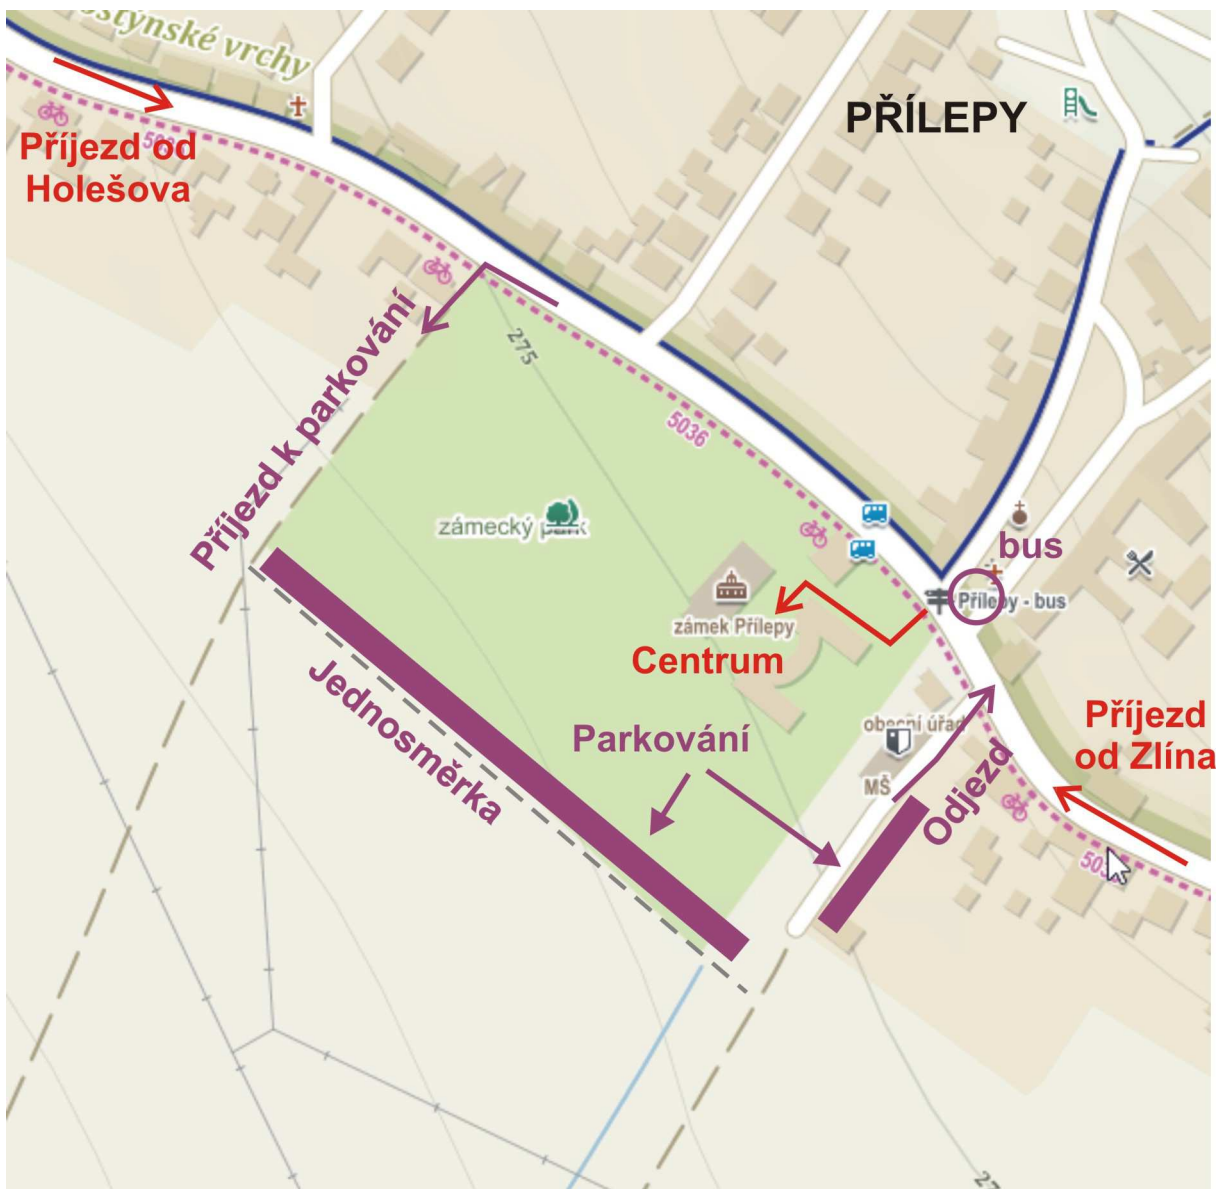 ostýnské vrchy
PŘÍLEPY
Příjezd od
Holešova
Příjezd k parkování
275
5036
zámecký park
bus
Přílepy - bus
zámek Přílepy
Centrum
Jednosměrka
Parkování
obecní úřad
MŠ
Odjezd
Příjezd
od Zlína